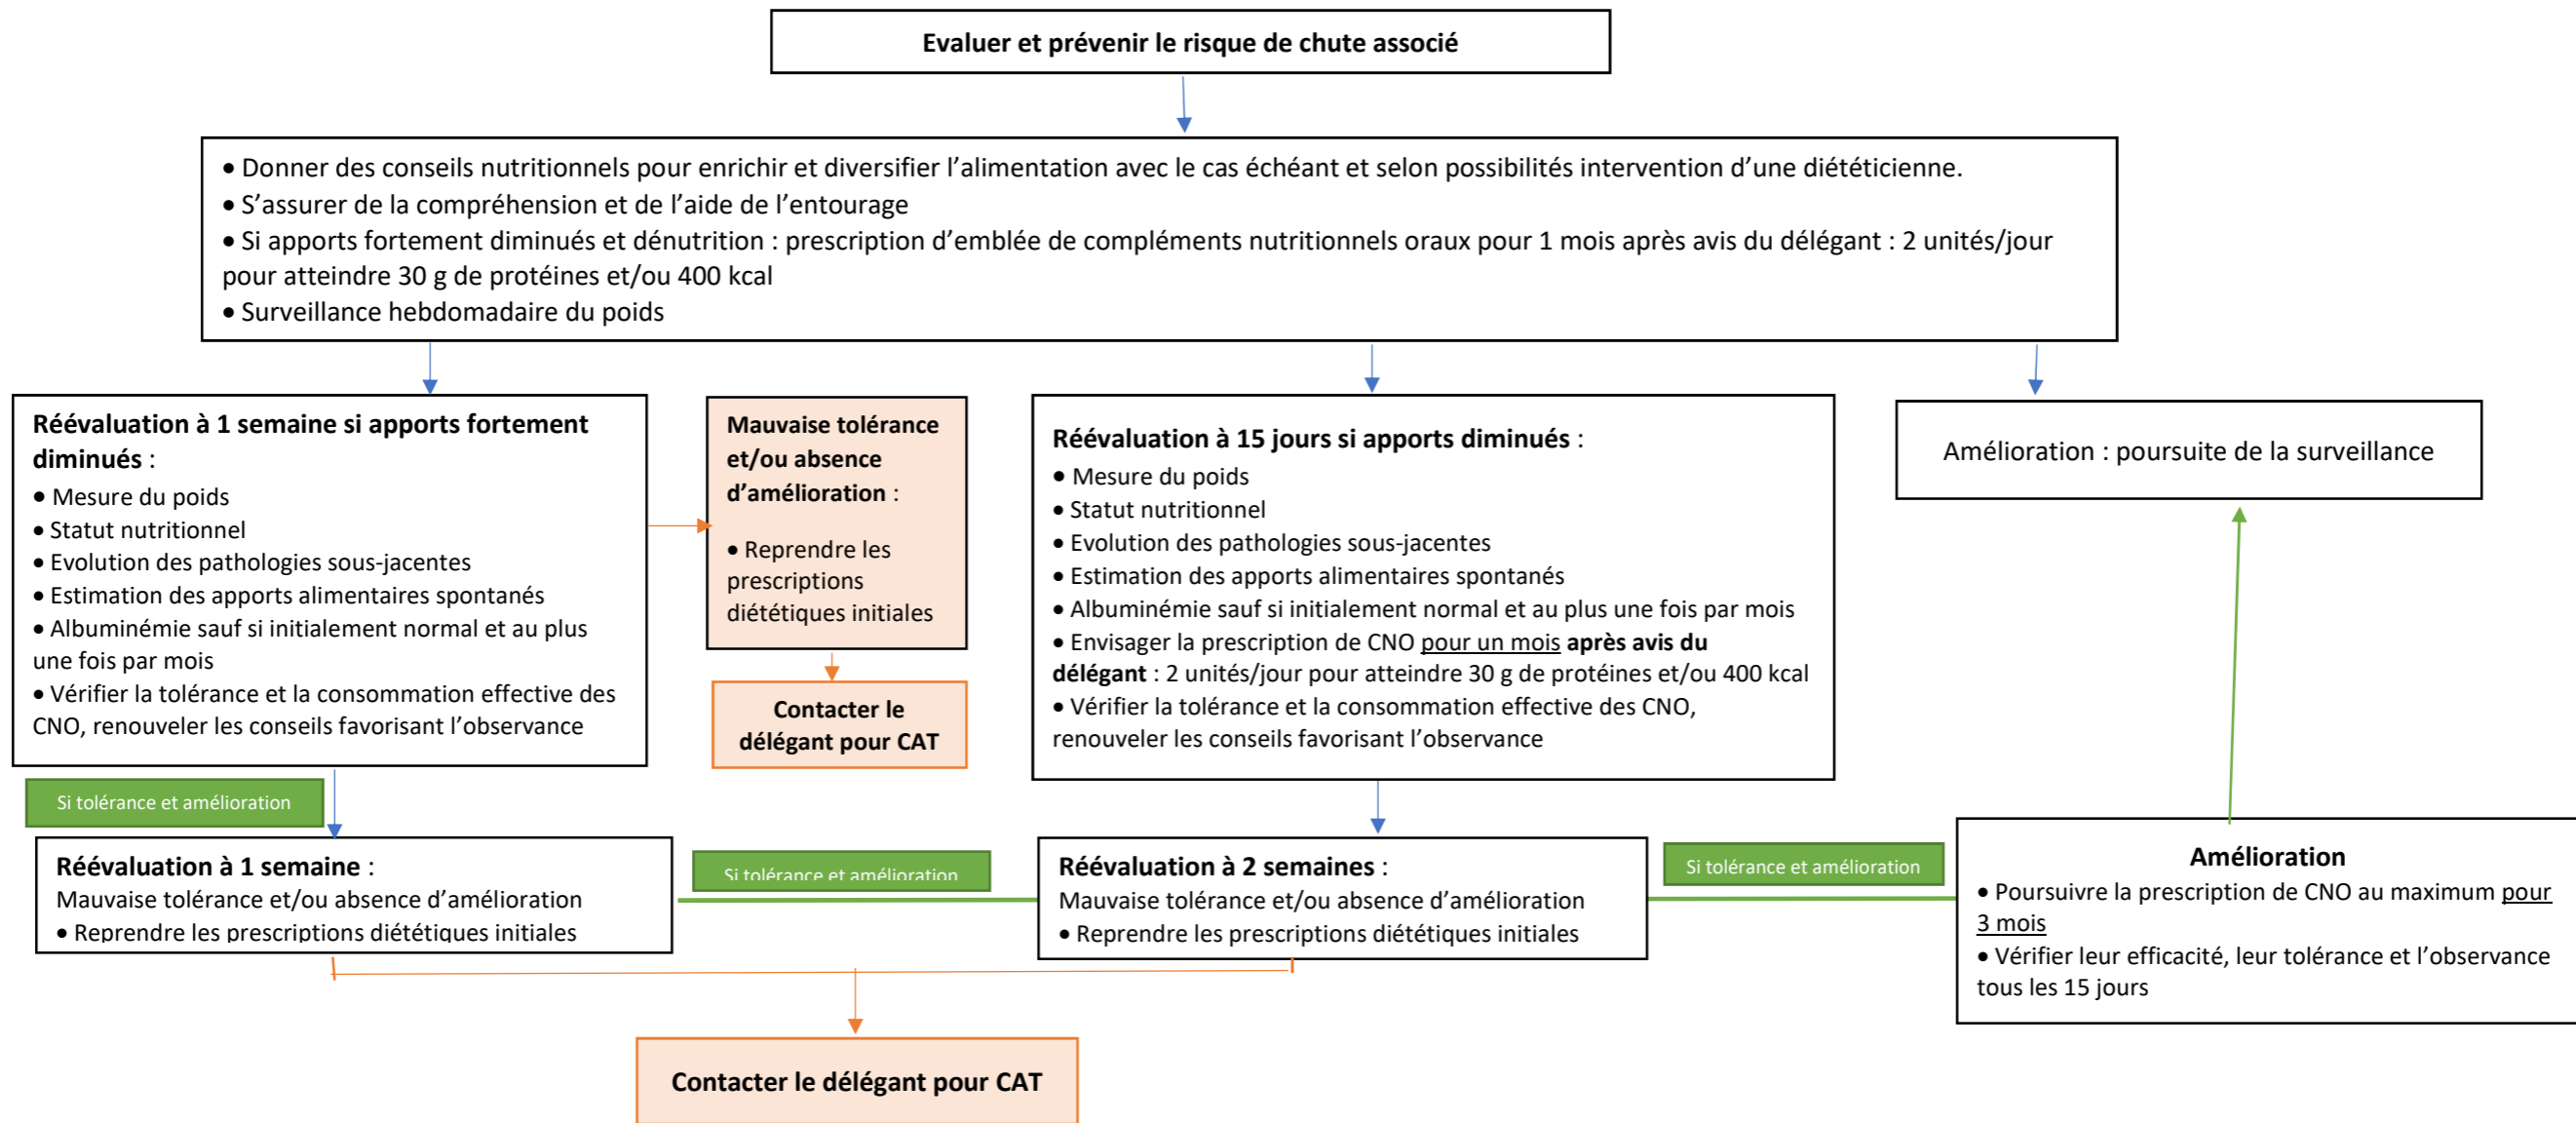 Evaluer et prévenir le risque de chute associé
• Donner des conseils nutritionnels pour enrichir et diversifier l’alimentation avec le cas échéant et selon possibilités intervention d’une diététicienne.
• S’assurer de la compréhension et de l’aide de l’entourage
• Si apports fortement diminués et dénutrition : prescription d’emblée de compléments nutritionnels oraux pour 1 mois après avis du délégant : 2 unités/jour
pour atteindre 30 g de protéines et/ou 400 kcal
• Surveillance hebdomadaire du poids
Réévaluation à 1 semaine si apports fortement
diminués :
• Mesure du poids
• Statut nutritionnel
• Evolution des pathologies sous-jacentes
• Estimation des apports alimentaires spontanés
• Albuminémie sauf si initialement normal et au plus
une fois par mois
• Vérifier la tolérance et la consommation effective des
CNO, renouveler les conseils favorisant l’observance
Mauvaise tolérance
et/ou absence
d’amélioration :
• Reprendre les
prescriptions
diététiques initiales
Contacter le
délégant pour CAT
Réévaluation à 15 jours si apports diminués :
• Mesure du poids
• Statut nutritionnel
• Evolution des pathologies sous-jacentes
• Estimation des apports alimentaires spontanés
• Albuminémie sauf si initialement normal et au plus une fois par mois
• Envisager la prescription de CNO pour un mois après avis du
délégant : 2 unités/jour pour atteindre 30 g de protéines et/ou 400 kcal
• Vérifier la tolérance et la consommation effective des CNO,
renouveler les conseils favorisant l’observance
Amélioration : poursuite de la surveillance
Si tolérance et amélioration
Réévaluation à 1 semaine :
Mauvaise tolérance et/ou absence d’amélioration
• Reprendre les prescriptions diététiques initiales
Si tolérance et amélioration
Réévaluation à 2 semaines :
Mauvaise tolérance et/ou absence d’amélioration
• Reprendre les prescriptions diététiques initiales
Si tolérance et amélioration
Amélioration
• Poursuivre la prescription de CNO au maximum pour
3 mois
• Vérifier leur efficacité, leur tolérance et l’observance
tous les 15 jours
Contacter le délégant pour CAT